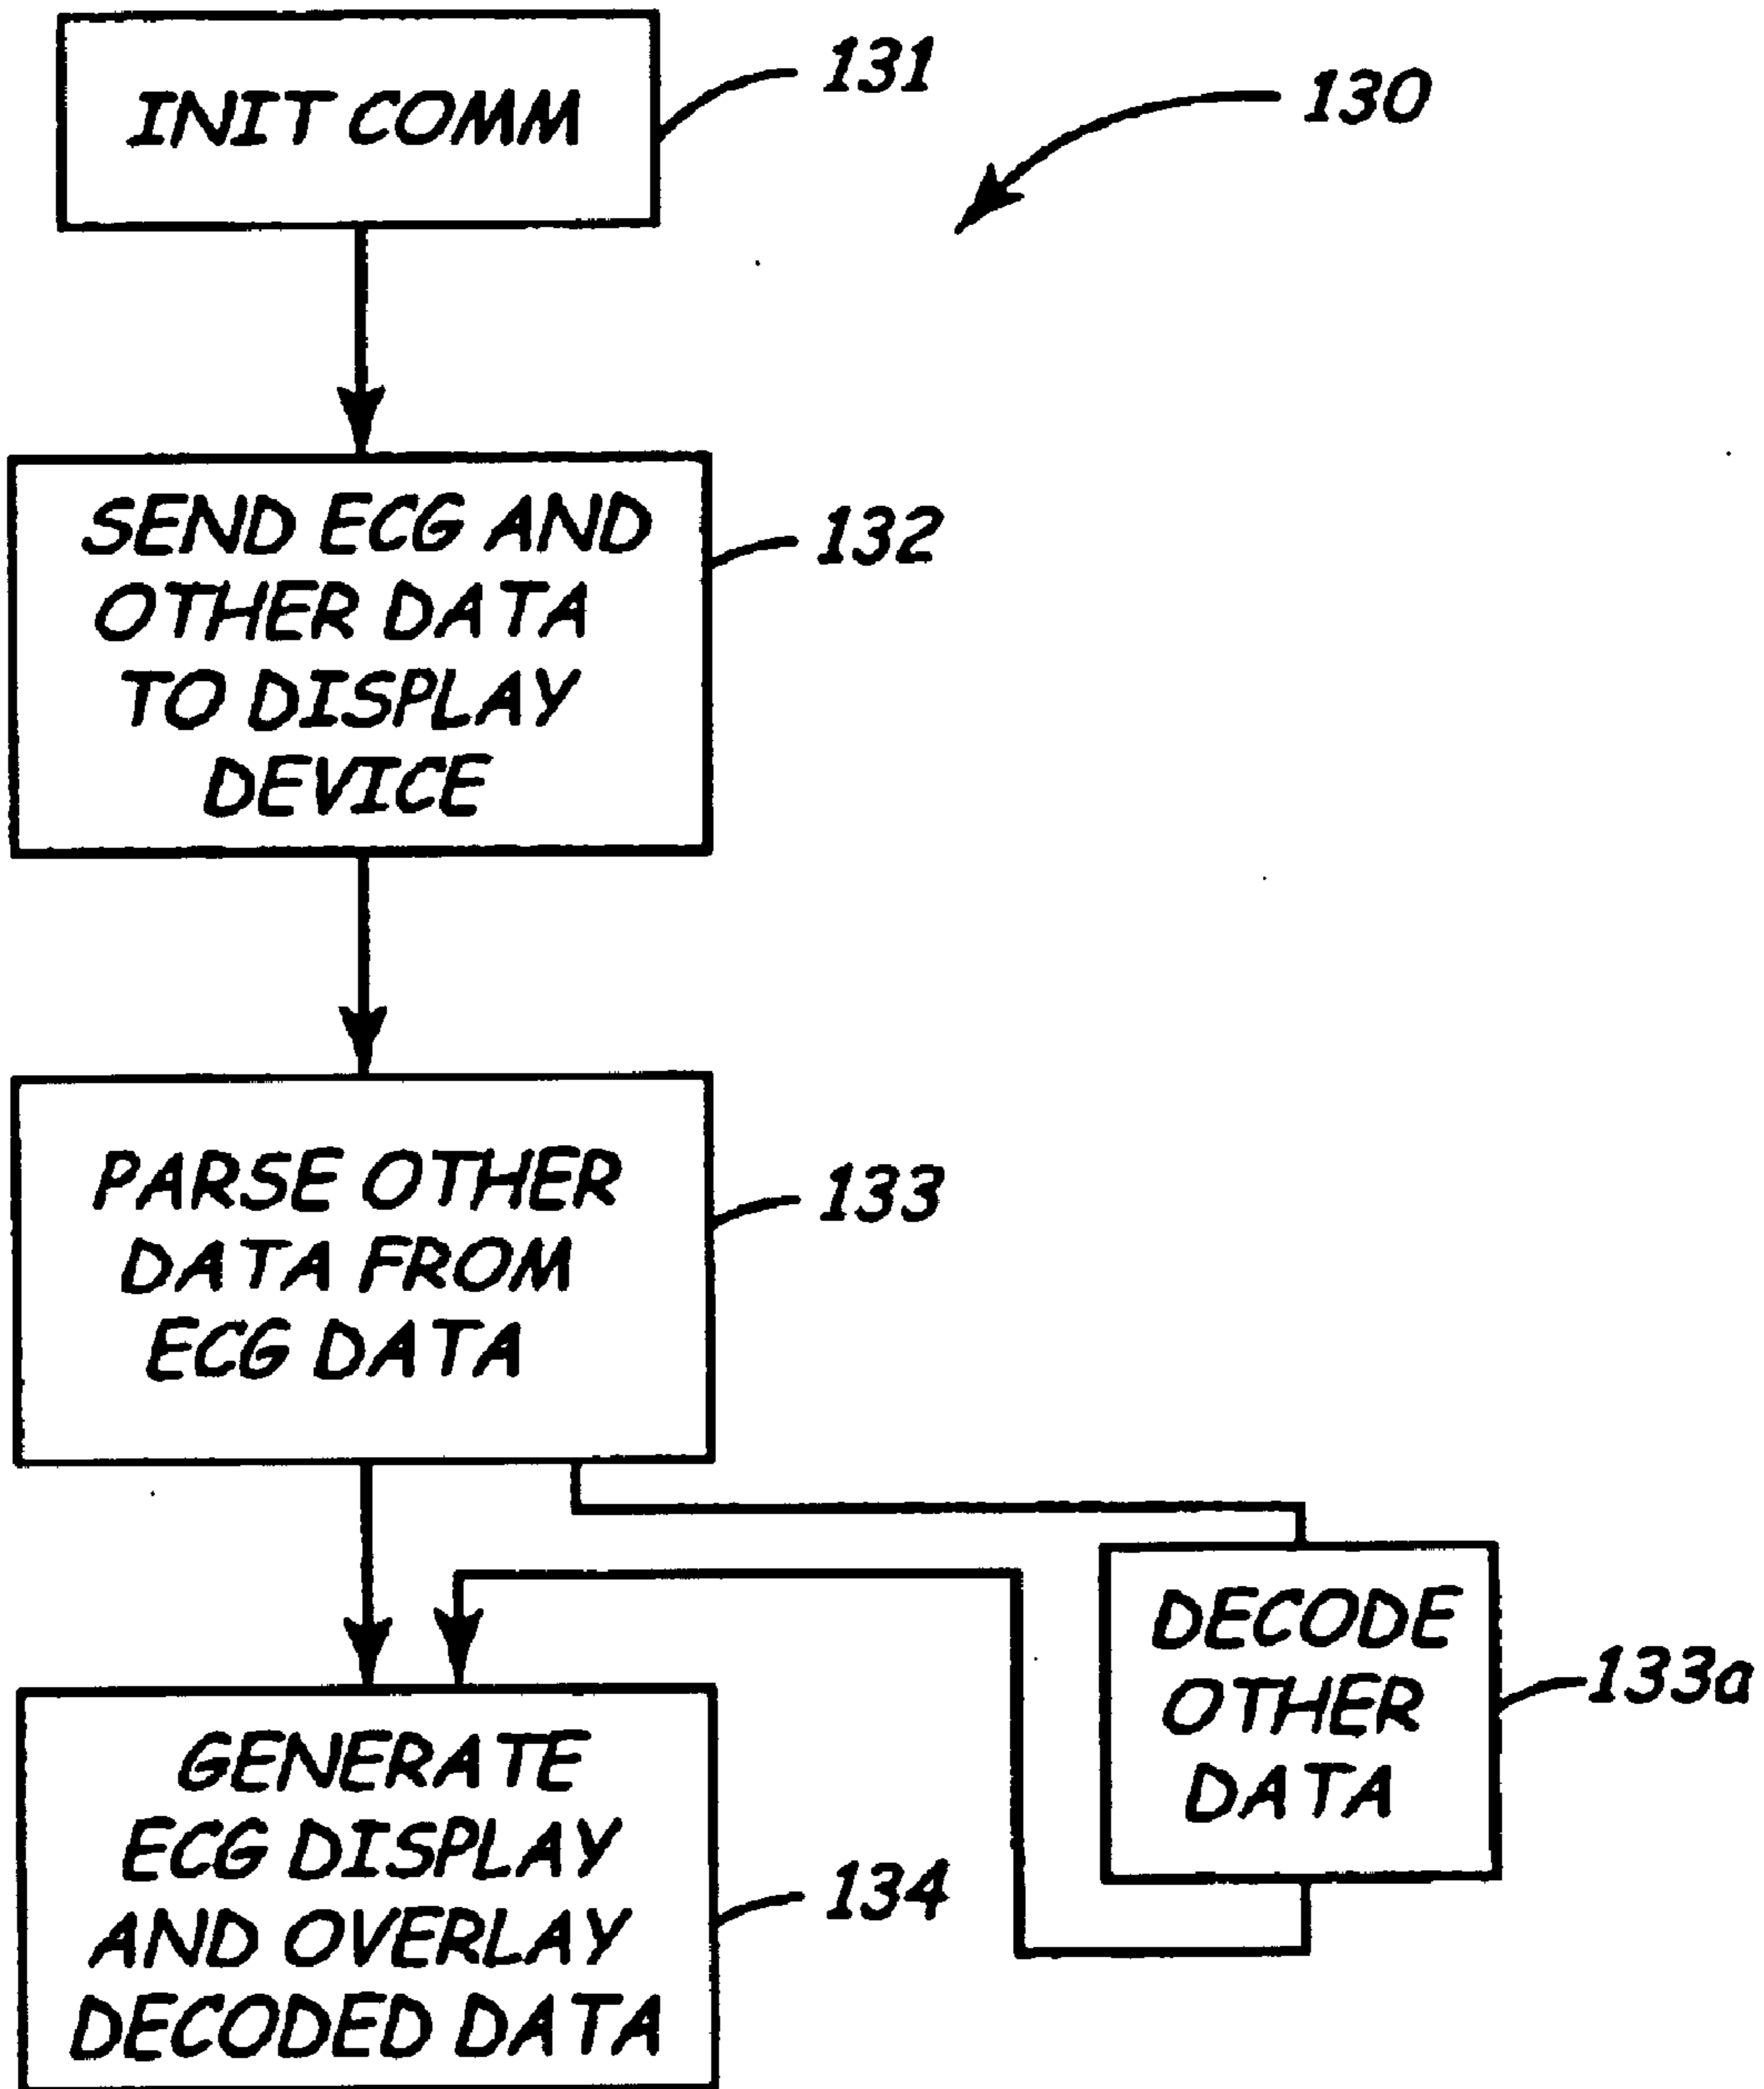 INIT COMM
131
130
SEND ECG AND
OTHER DATA
TO DISPLAY
DEVICE
132
PARSE OTHER
DATA FROM
ECG DATA
133
DECODE
OTHER
DATA
133a
GENERATE
ECG DISPLAY
AND OVERLAY
DECODED DATA
134